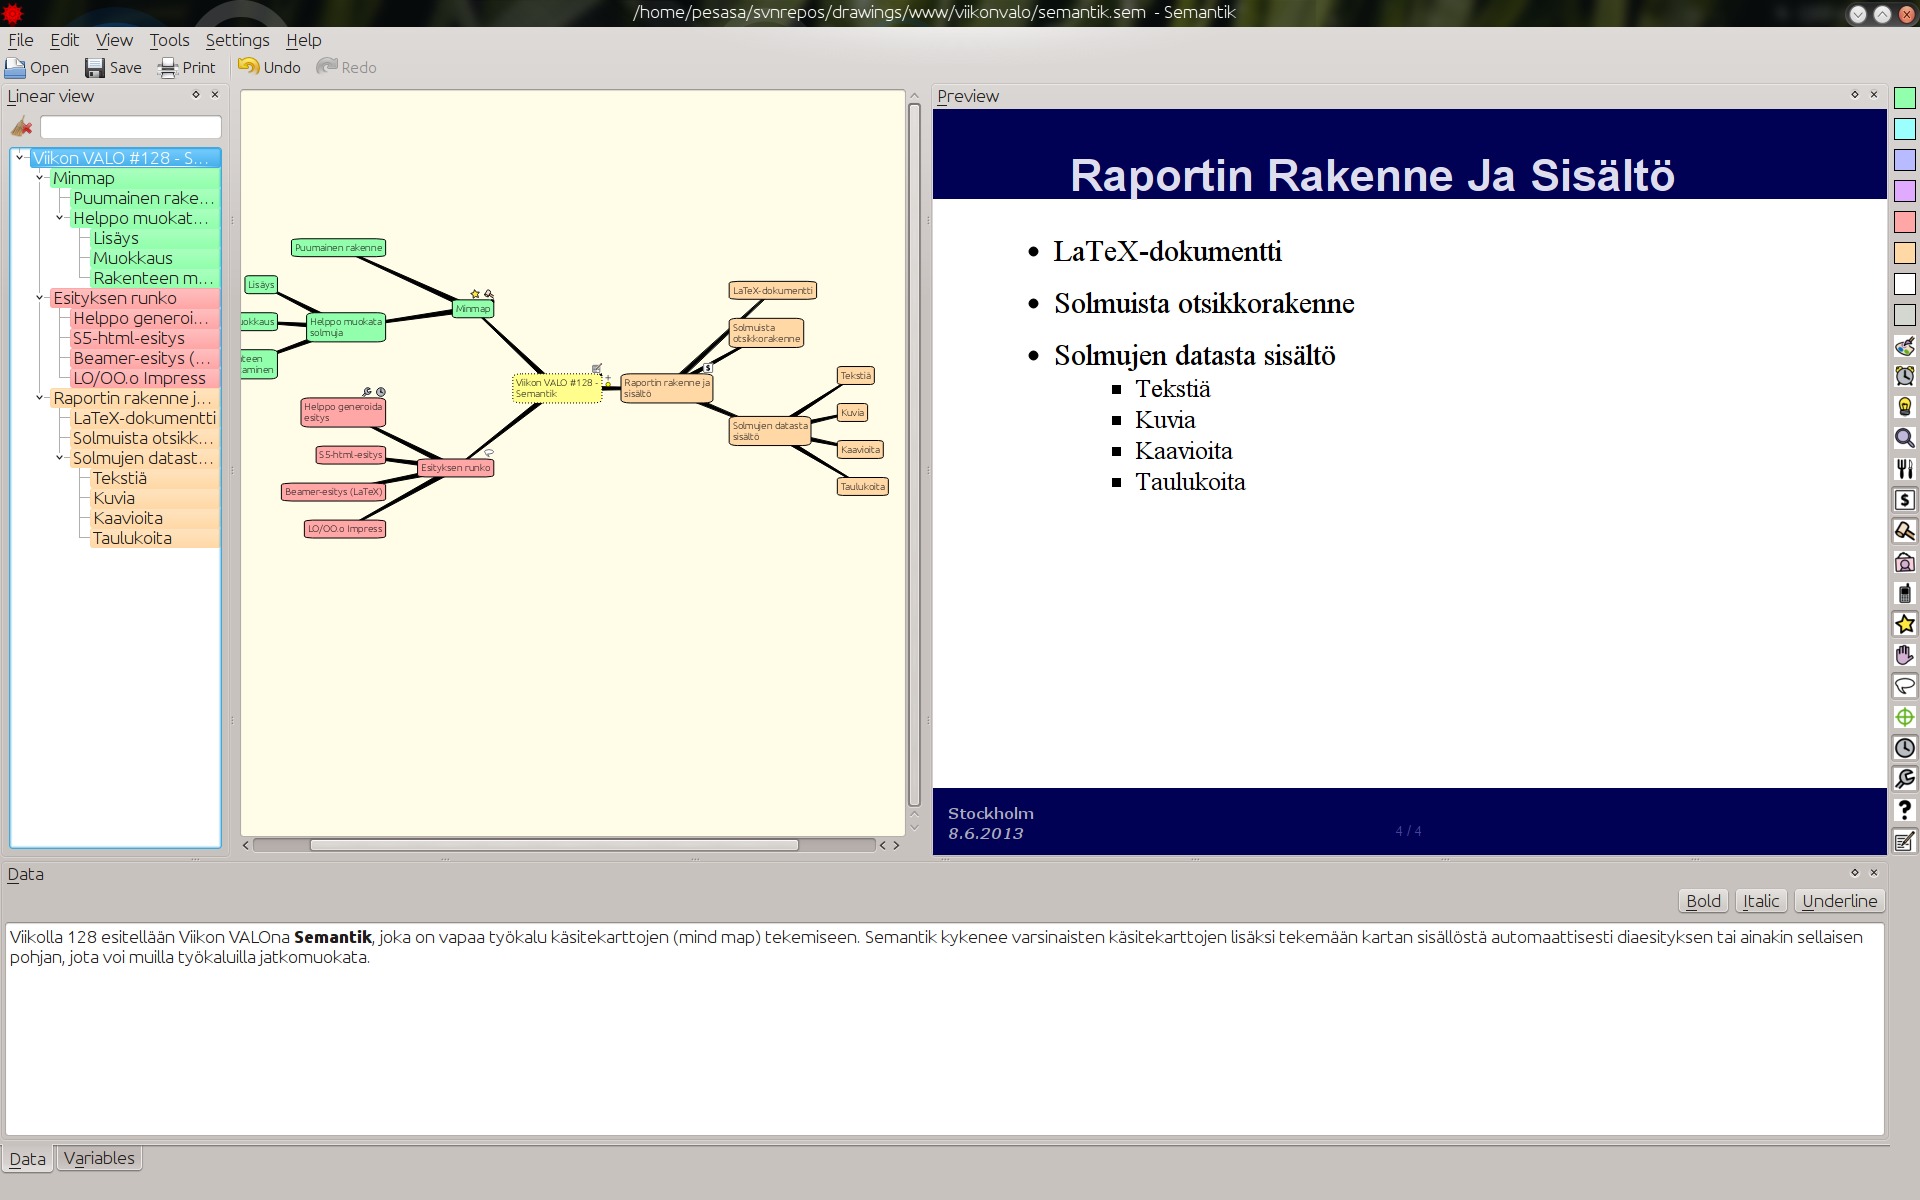 /home/pesasa/svnrepos/drawings/www/viikonvalo/semantik.sem - Semantik
File Edit View Tools Settings Help
Open Save Print Undo Redo
Linear view
Viikon VALO #128 - S...
Minmap
Puumainen rake...
Helppo muokat...
Lisäys
Muokkaus
Rakenteen m...
Esityksen runko
Helppo generoi...
S5-html-esitys
Beamer-esitys (...
LO/OO.o Impress
Raportin rakenne j...
LaTeX-dokumentti
Solmuista otsikk...
Solmujen datast...
Tekstiä
Kuvia
Kaavioita
Taulukoita
Puumainen rakenne
Lisäys
uokkaus
teen
aminen
Helppo muokata
solmuja
Minmap
Helppo generoida
esitys
S5-html-esitys
Beamer-esitys (LaTeX)
LO/OO.o Impress
Esityksen runko
Viikon VALO #128 -
Semantik
Raportin rakenne ja
sisältö
LaTeX-dokumentti
Solmuista
otsikkorakenne
Solmujen datasta
sisältö
Tekstiä
Kuvia
Kaavioita
Taulukoita
Preview
Raportin Rakenne Ja Sisältö
• LaTeX-dokumentti
• Solmuista otsikkorakenne
• Solmujen datasta sisältö
▪ Tekstiä
▪ Kuvia
▪ Kaavioita
▪ Taulukoita
Stockholm
8.6.2013
4 / 4
Data
Bold Italic Underline
Viikolla 128 esitellään Viikon VALOna Semantik, joka on vapaa työkalu käsitekarttojen (mind map) tekemiseen. Semantik kykenee varsinaisten käsitekarttojen lisäksi tekemään kartan sisällöstä automaattisesti diaesityksen tai ainakin sellaisen
pohjan, jota voi muilla työkaluilla jatkomuokata.
Data Variables